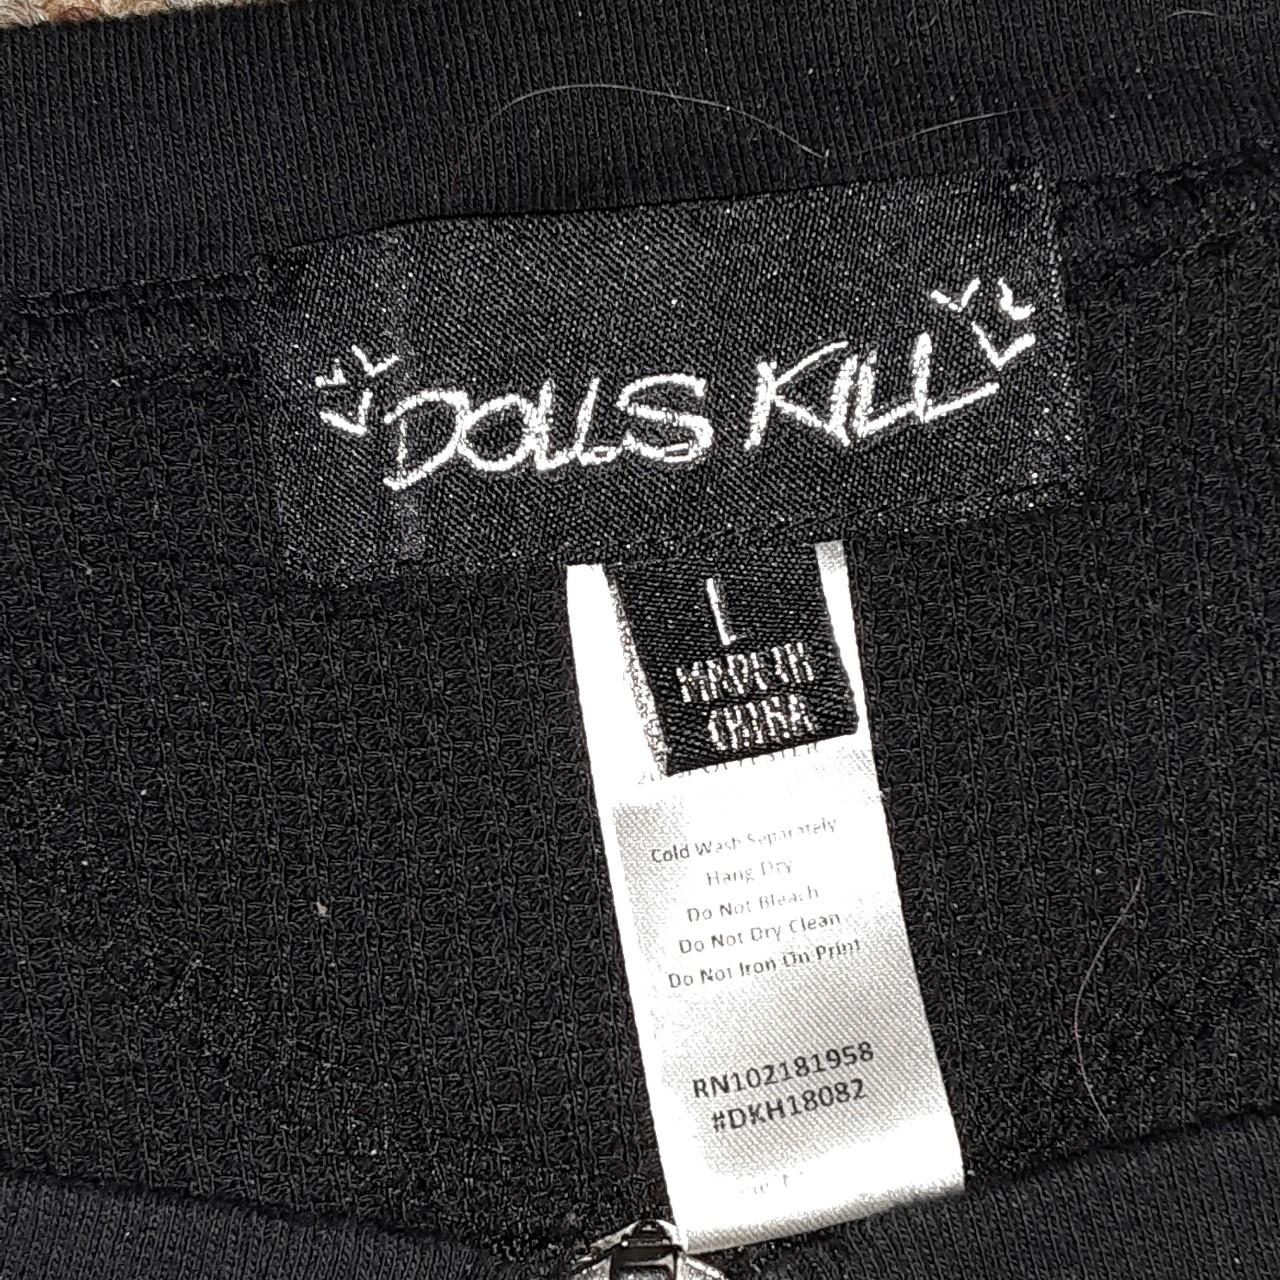 DOLLS KILL
L
MADE IN
CHINA
Cold Wash Separately
Hang Dry
Do Not Bleach
Do Not Dry Clean
Do Not Iron On Print
RN102181958
#DKH18082